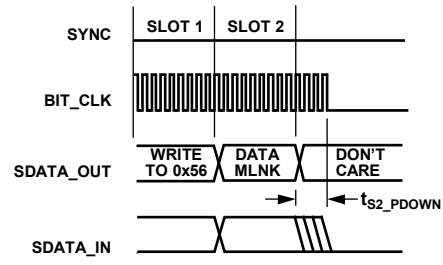 SYNC
SLOT 1 SLOT 2
BIT_CLK
SDATA_OUT
WRITE
TO 0x56
DATA
MLNK
DON'T
CARE
tS2_PDOWN
SDATA_IN